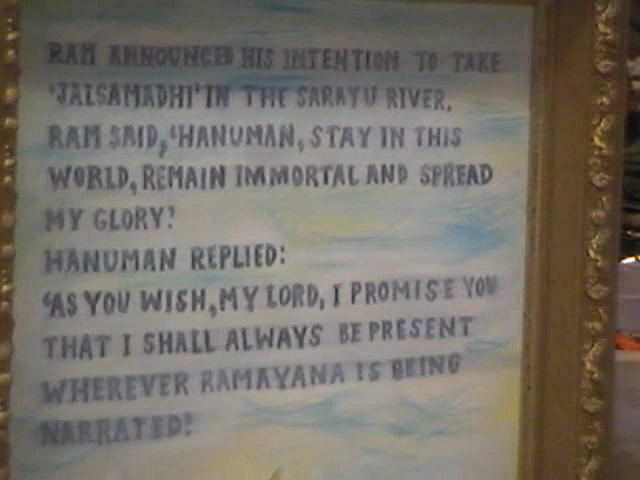 RAM ANNOUNCED HIS INTENTION TO TAKE
'JALSAMADHI' IN THE SARAYU RIVER.
RAM SAID, 'HANUMAN, STAY IN THIS
WORLD, REMAIN IMMORTAL AND SPREAD
MY GLORY.'
HANUMAN REPLIED:
'AS YOU WISH, MY LORD, I PROMISE YOU
THAT I SHALL ALWAYS BE PRESENT
WHEREVER RAMAYANA IS BEING
NARRATED.'